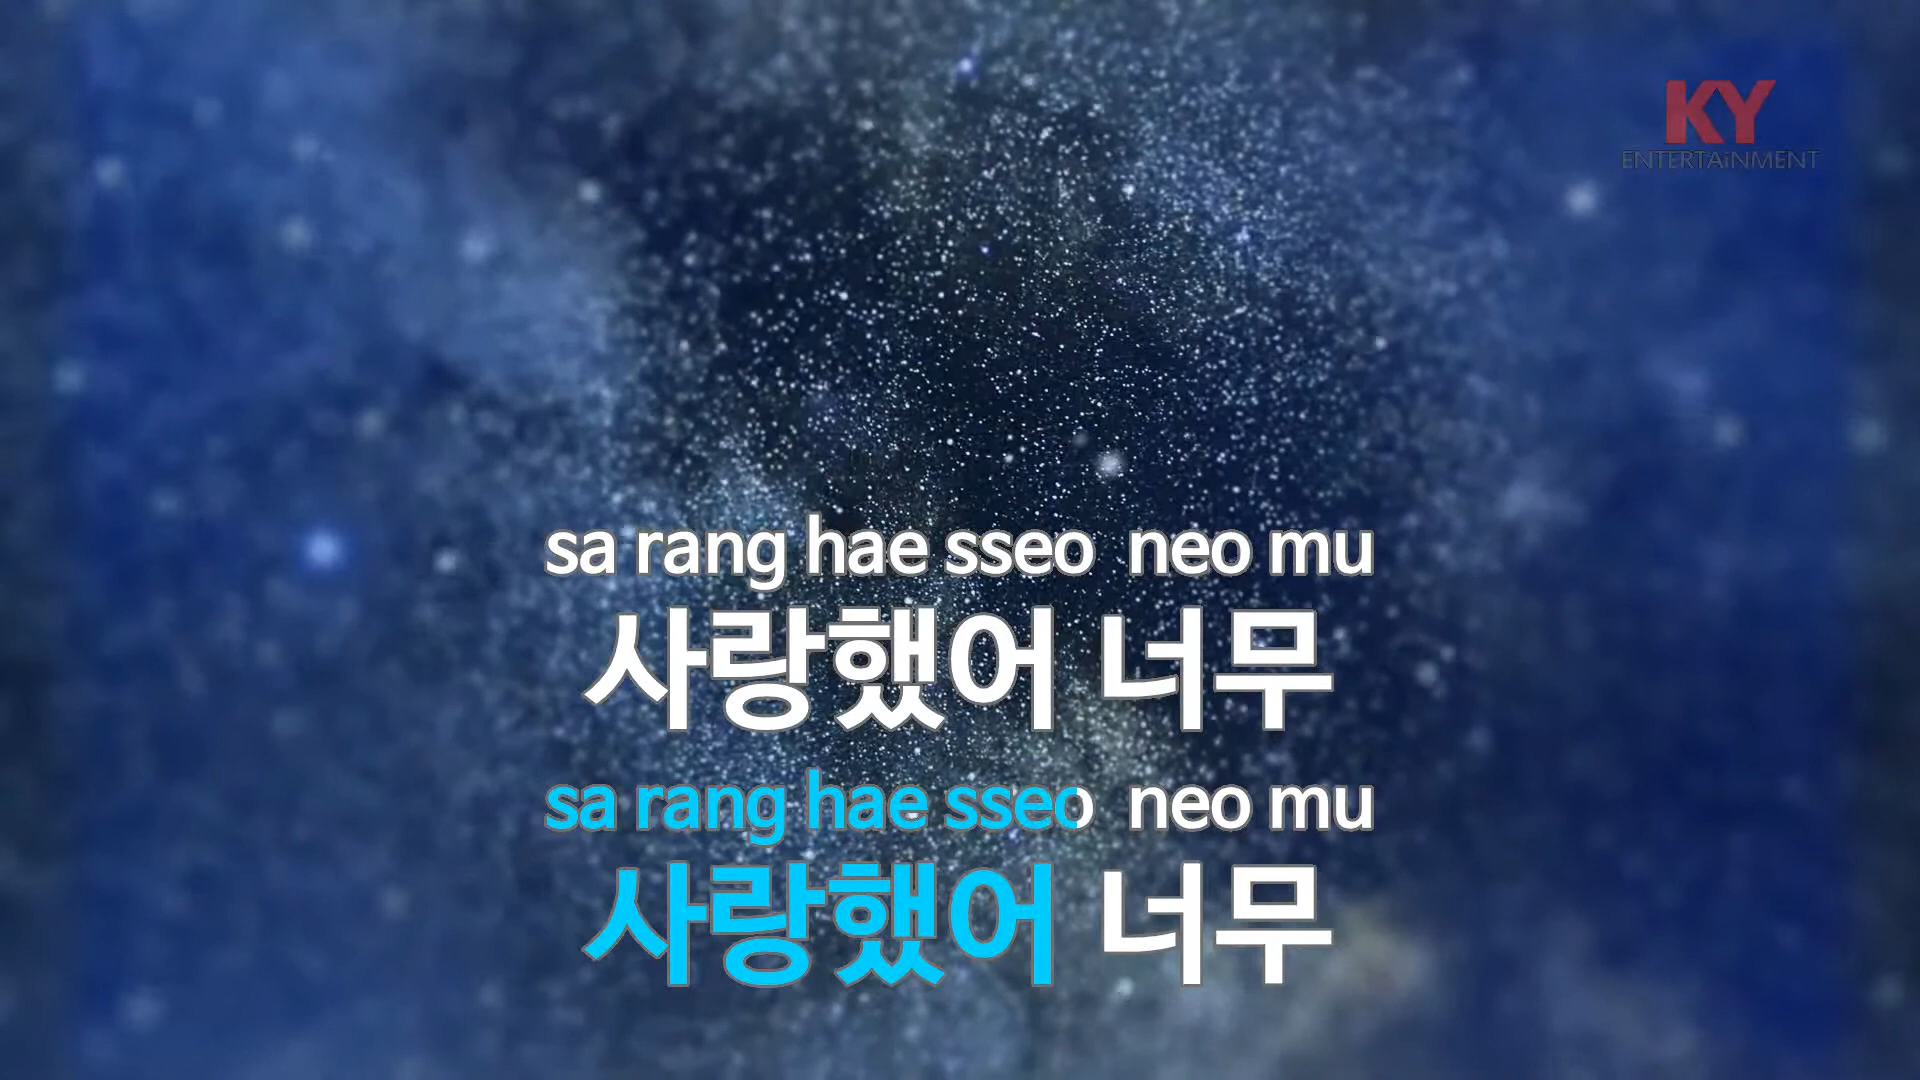 KY
ENTERTAiNMENT
sa rang hae sseo neo mu
사랑했어 너무
sa rang hae sseo neo mu
사랑했어 너무